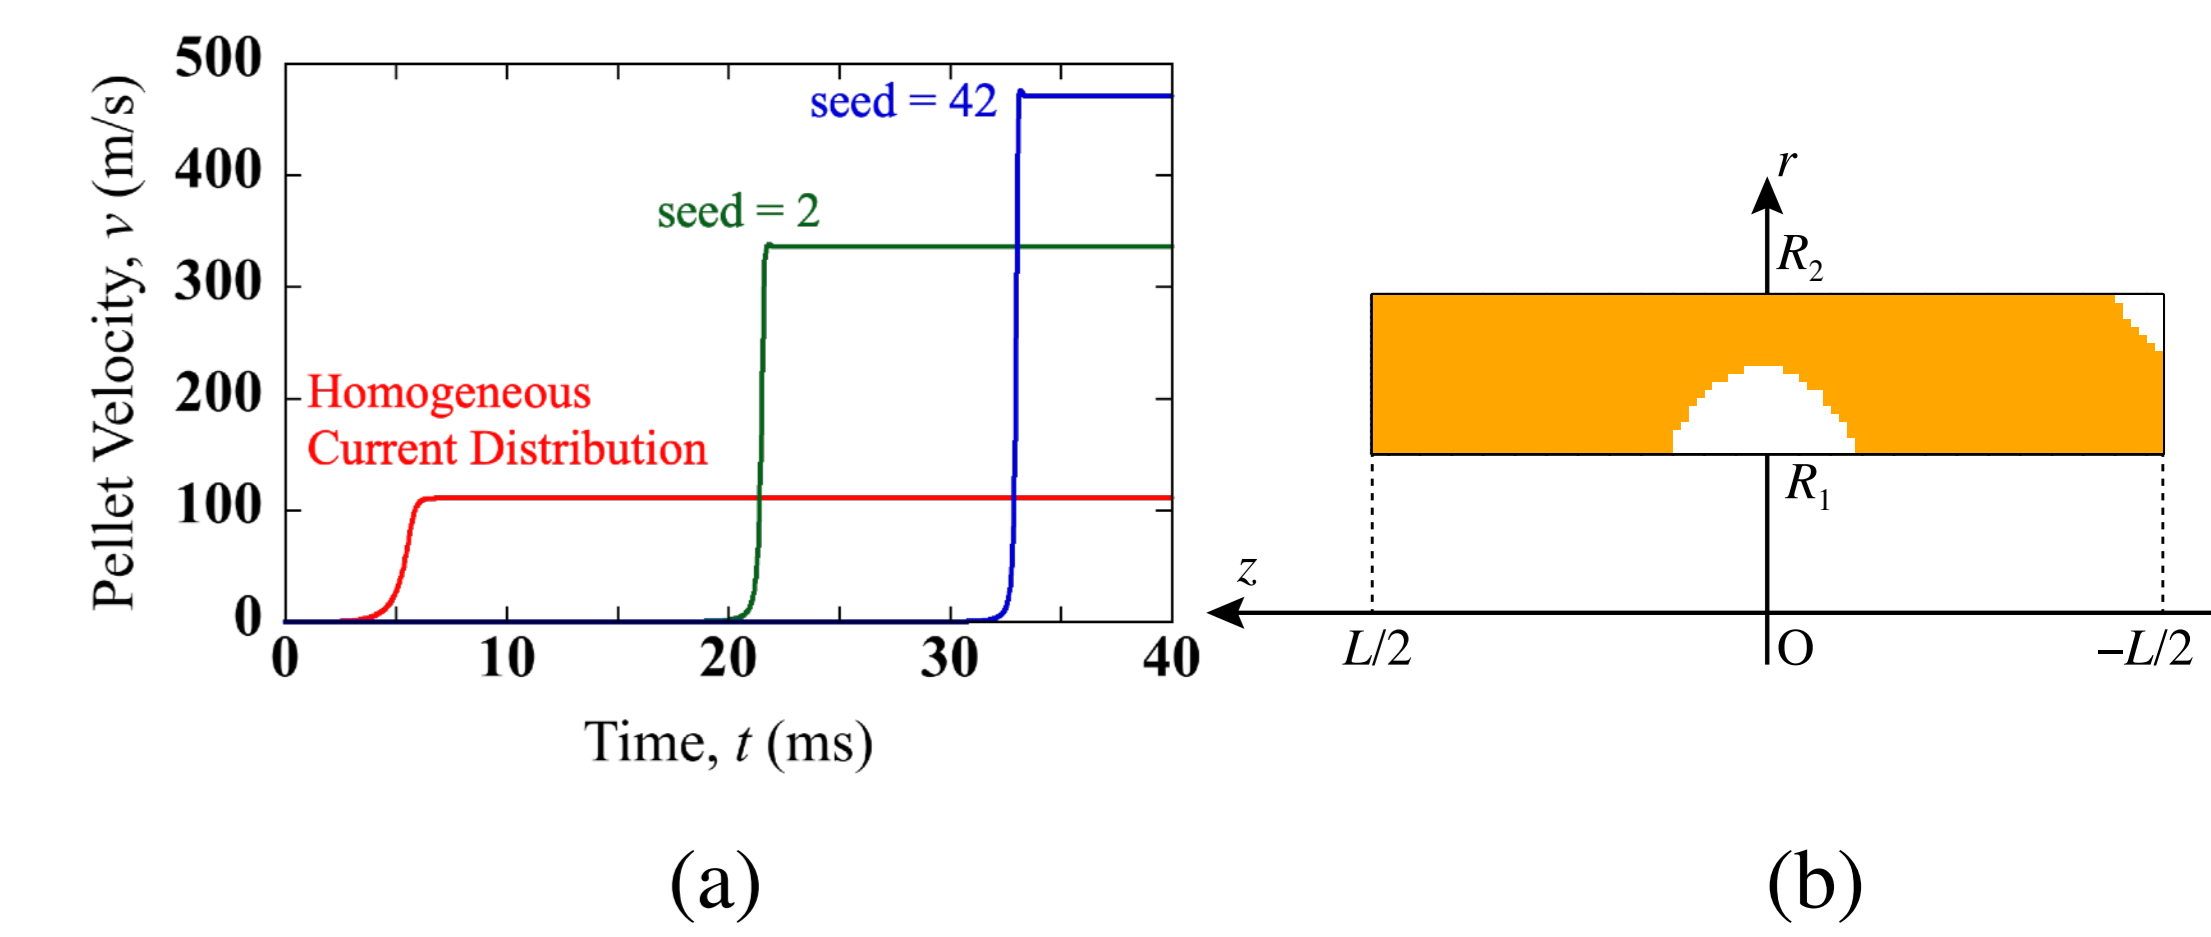 500
400
300
200
100
0
Pellet Velocity, v (m/s)
seed = 42
seed = 2
Homogeneous
Current Distribution
0 10 20 30 40
Time, t (ms)
(a)
r
R2
R1
z
L/2 O –L/2
(b)